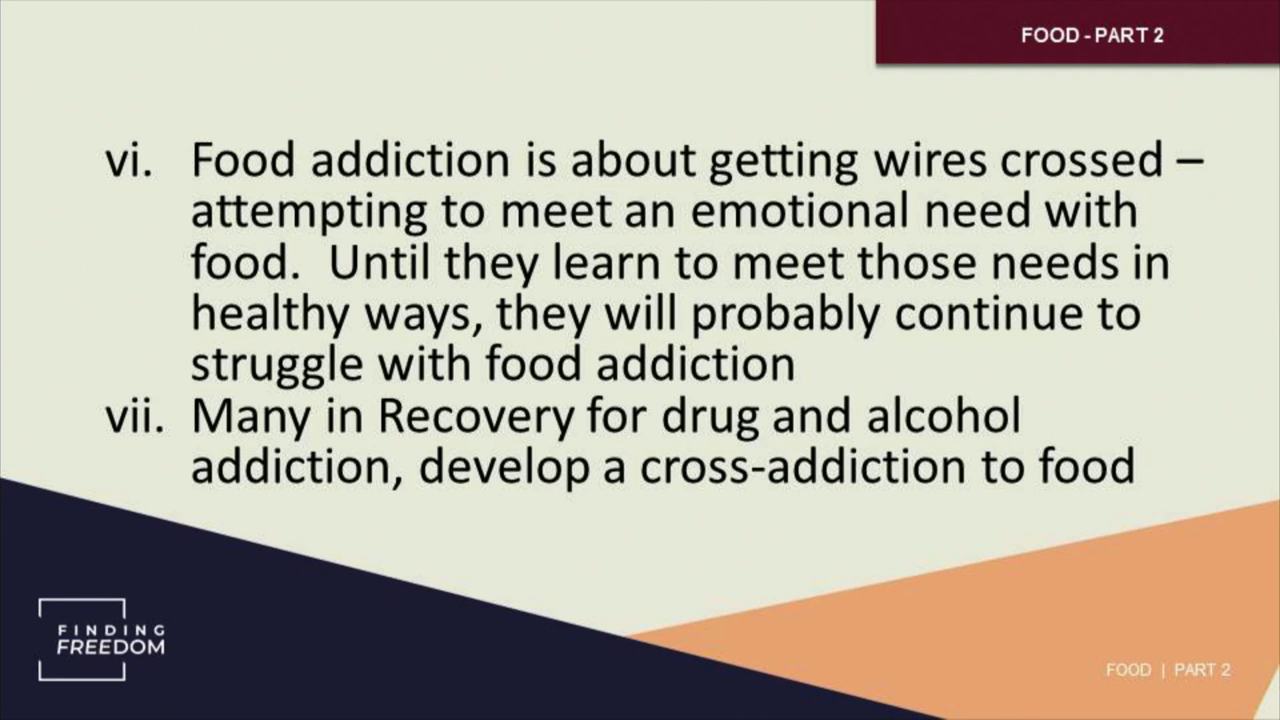 FOOD - PART 2
vi. Food addiction is about getting wires crossed –
attempting to meet an emotional need with
food.  Until they learn to meet those needs in
healthy ways, they will probably continue to
struggle with food addiction
vii. Many in Recovery for drug and alcohol
addiction, develop a cross-addiction to food
FINDING
FREEDOM
FOOD | PART 2